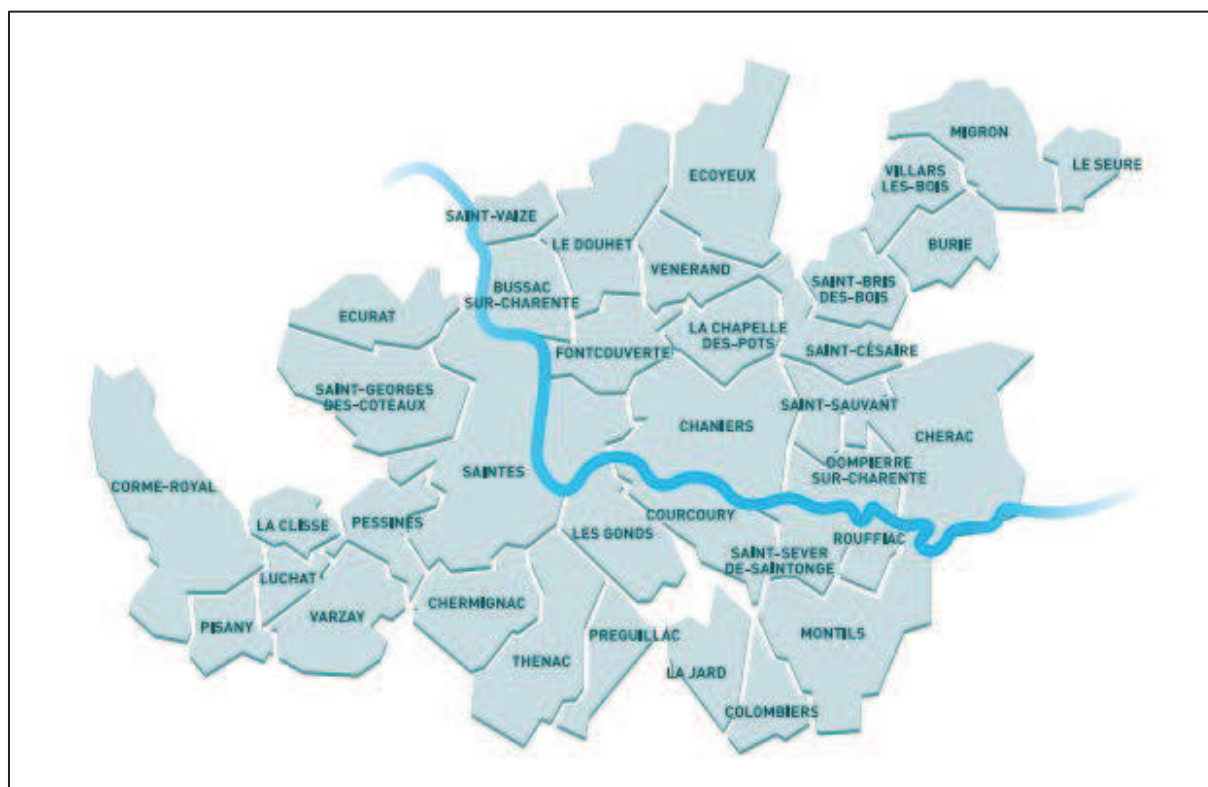 MIGRON
LE SEURE
ECOYEUX
VILLARS
LES-BOIS
SAINT-VAIZE
LE DOUHET
BURIE
VENERAND
SAINT-BRIS
DES-BOIS
BUSSAC
SUR-CHARENTE
ECURAT
LA CHAPELLE
DES-POTS
FONTCOUVERTE
SAINT-CÉSAIRE
SAINT-GEORGES
DES-COTEAUX
SAINT-SAUVANT
CHANIERS
CHERAC
SAINTES
DOMPIERRE
SUR-CHARENTE
CORME-ROYAL
LA CLISSE
PESSINES
COURCOURY
LES GONDS
ROUFFIAC
SAINT-SEVER
DE-SAINTONGE
LUCHAT
CHERMIGNAC
VARZAY
PISANY
PREGUILLAC
MONTILS
THENAC
LA JARD
COLOMBIERS